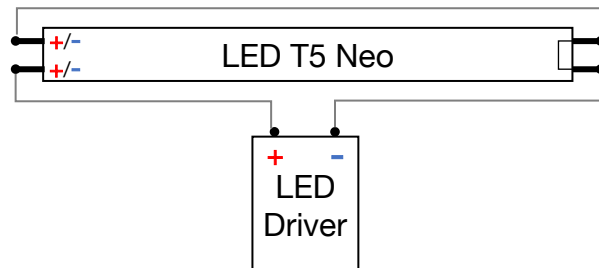 +/-
LED T5 Neo
+/-
+ -
LED
Driver